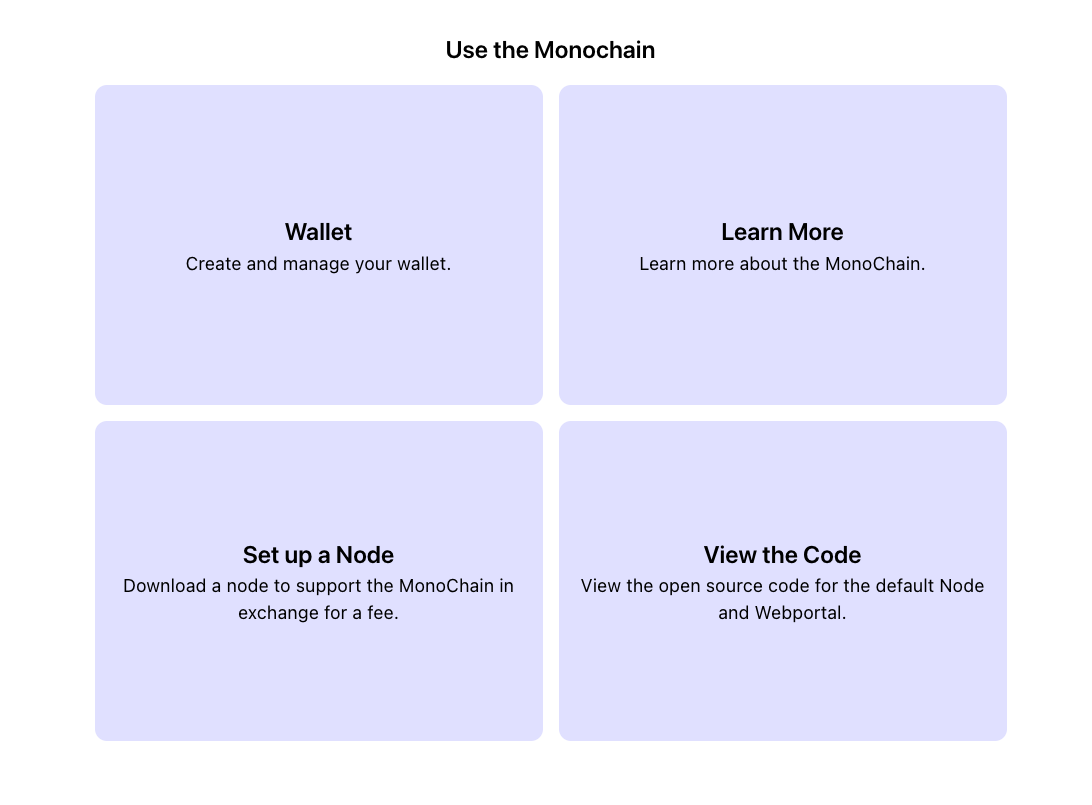 Use the Monochain
Wallet
Create and manage your wallet.
Learn More
Learn more about the MonoChain.
Set up a Node
Download a node to support the MonoChain in
exchange for a fee.
View the Code
View the open source code for the default Node
and Webportal.